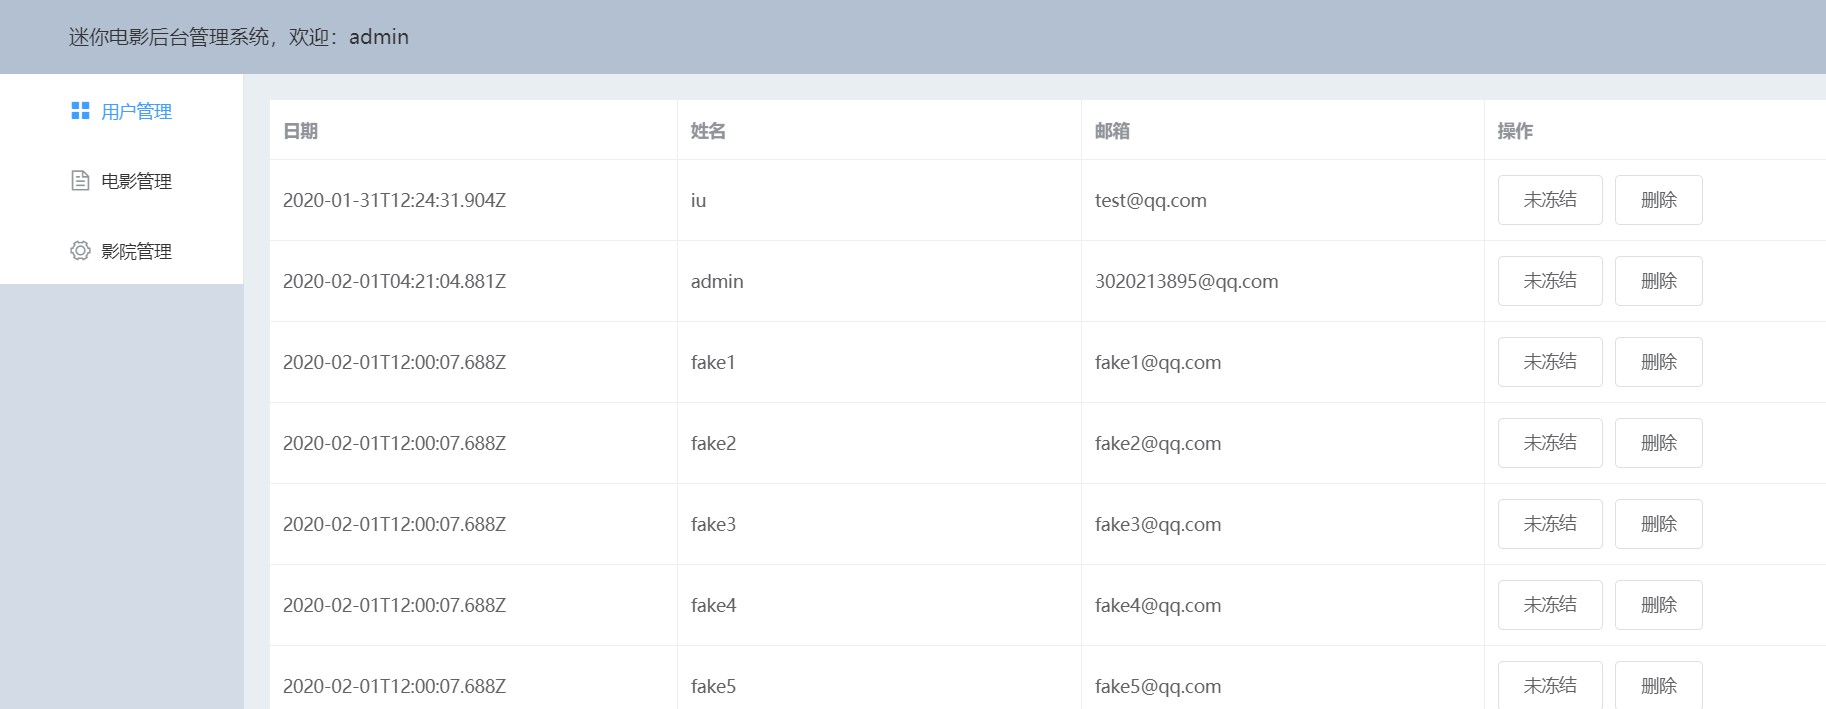 迷你电影后台管理系统，欢迎：admin
用户管理
电影管理
影院管理
日期 姓名 邮箱 操作
2020-01-31T12:24:31.904Z iu test@qq.com 未冻结 删除
2020-02-01T04:21:04.881Z admin 3020213895@qq.com 未冻结 删除
2020-02-01T12:00:07.688Z fake1 fake1@qq.com 未冻结 删除
2020-02-01T12:00:07.688Z fake2 fake2@qq.com 未冻结 删除
2020-02-01T12:00:07.688Z fake3 fake3@qq.com 未冻结 删除
2020-02-01T12:00:07.688Z fake4 fake4@qq.com 未冻结 删除
2020-02-01T12:00:07.688Z fake5 fake5@qq.com 未冻结 删除